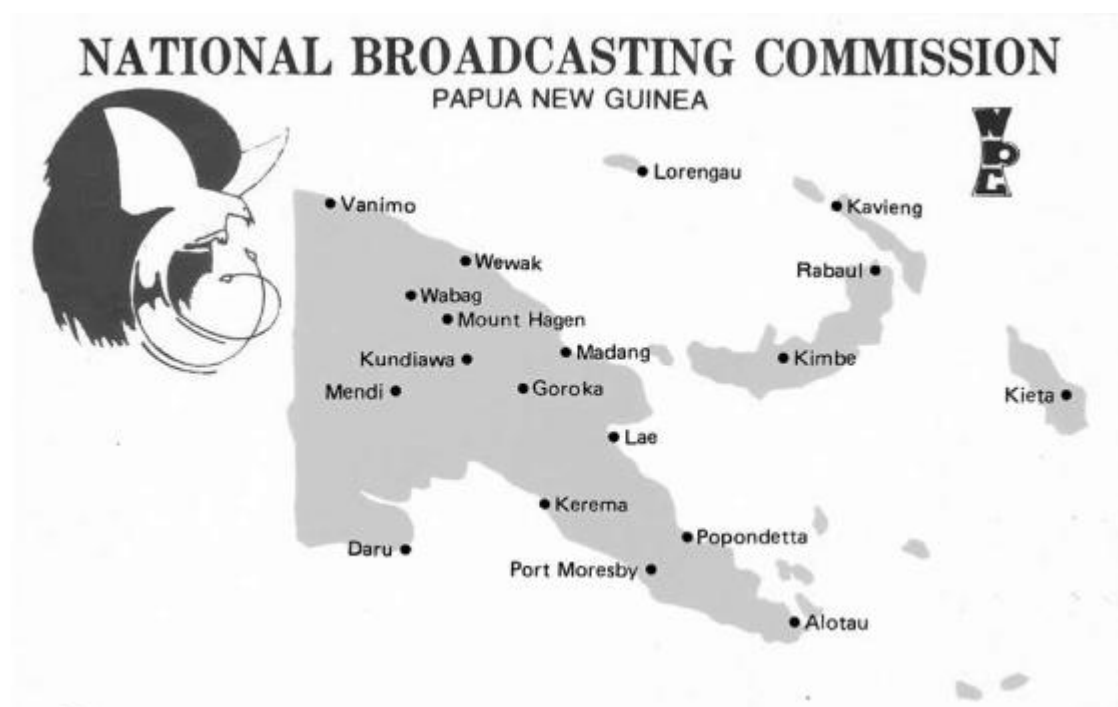 NATIONAL BROADCASTING COMMISSION
PAPUA NEW GUINEA
NBC
Lorengau
Vanimo
Kavieng
Wewak
Rabaul
Wabag
Mount Hagen
Kundiawa
Madang
Kimbe
Mendi
Goroka
Kieta
Lae
Kerema
Popondetta
Daru
Port Moresby
Alotau